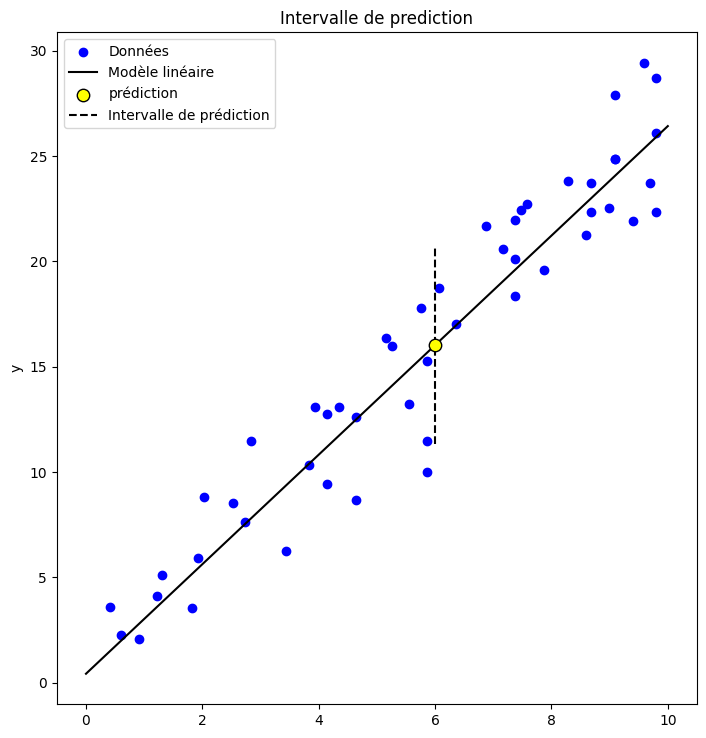 Intervalle de prediction
Données
Modèle linéaire
prédiction
Intervalle de prédiction
30
25
20
15
10
5
0
y
0 2 4 6 8 10